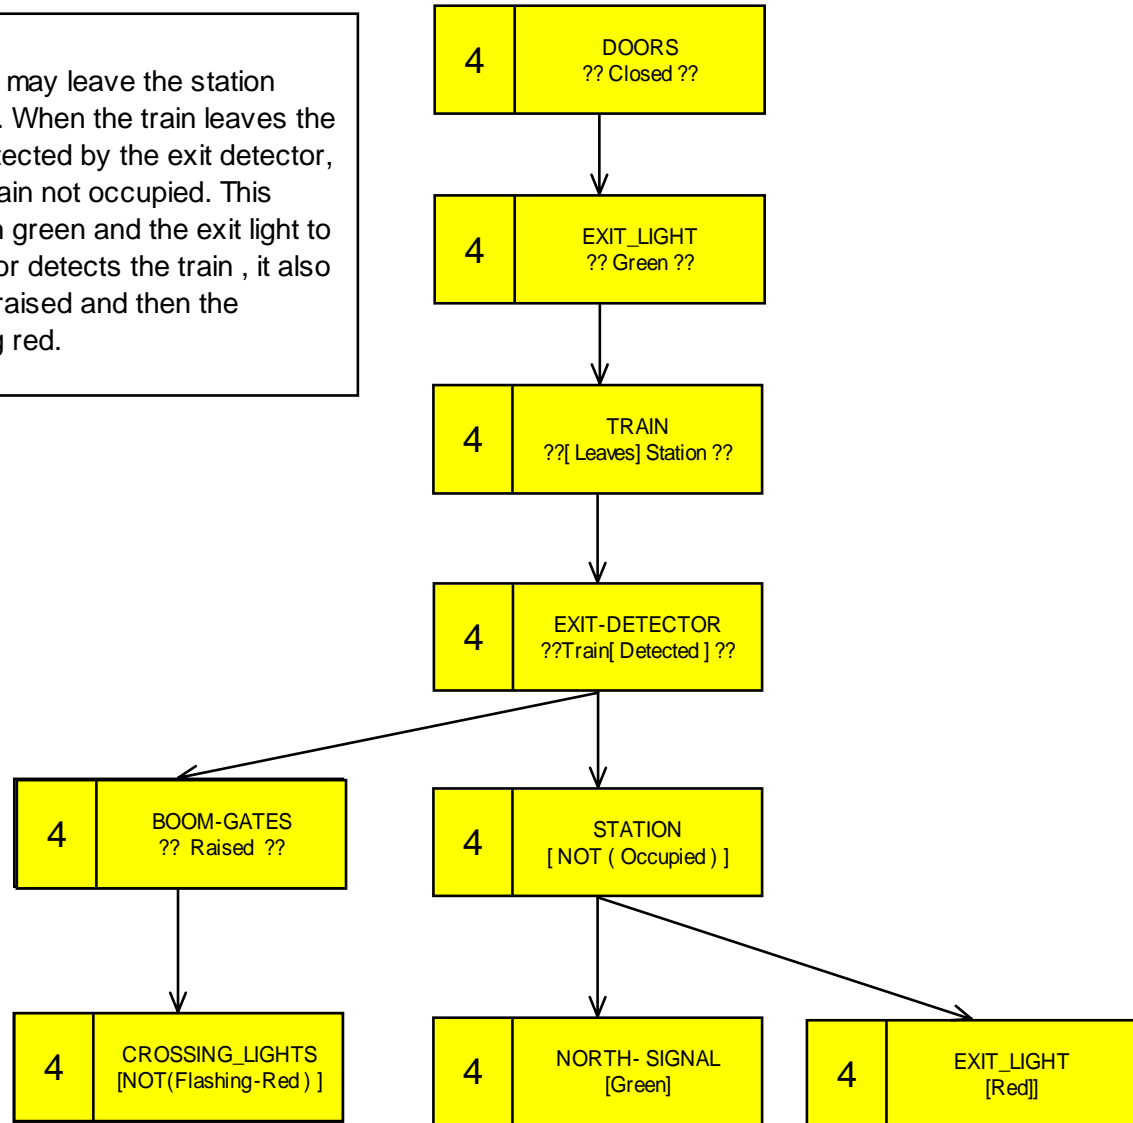 may leave the station
. When the train leaves the
tected by the exit detector,
ain not occupied. This
n green and the exit light to
or detects the train , it also
raised and then the
g red.
4
DOORS
?? Closed ??
4
EXIT_LIGHT
?? Green ??
4
TRAIN
??[ Leaves] Station ??
4
EXIT-DETECTOR
??Train[ Detected ] ??
4
BOOM-GATES
?? Raised ??
4
STATION
[ NOT ( Occupied ) ]
4
CROSSING_LIGHTS
[NOT(Flashing-Red ) ]
4
NORTH- SIGNAL
[Green]
4
EXIT_LIGHT
[Red]]